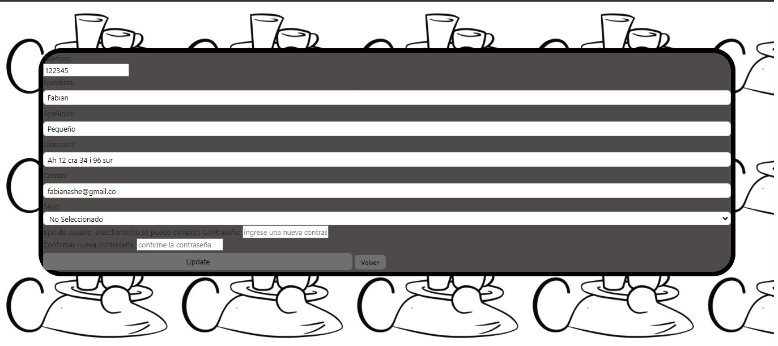 122345
Nombres:
Fabian
Apellidos:
Pequeño
Direccion:
Ah 12 cra 34 i 96 sur
Correo:
fabianashe@gmail.co
Sexo:
No Seleccionado
tipo de usuario: eresdiente(no se puede cambiar) Contraseña: ingrese una nueva contras
Confirmar nueva contraseña: confirme la contraseña
Update Volver